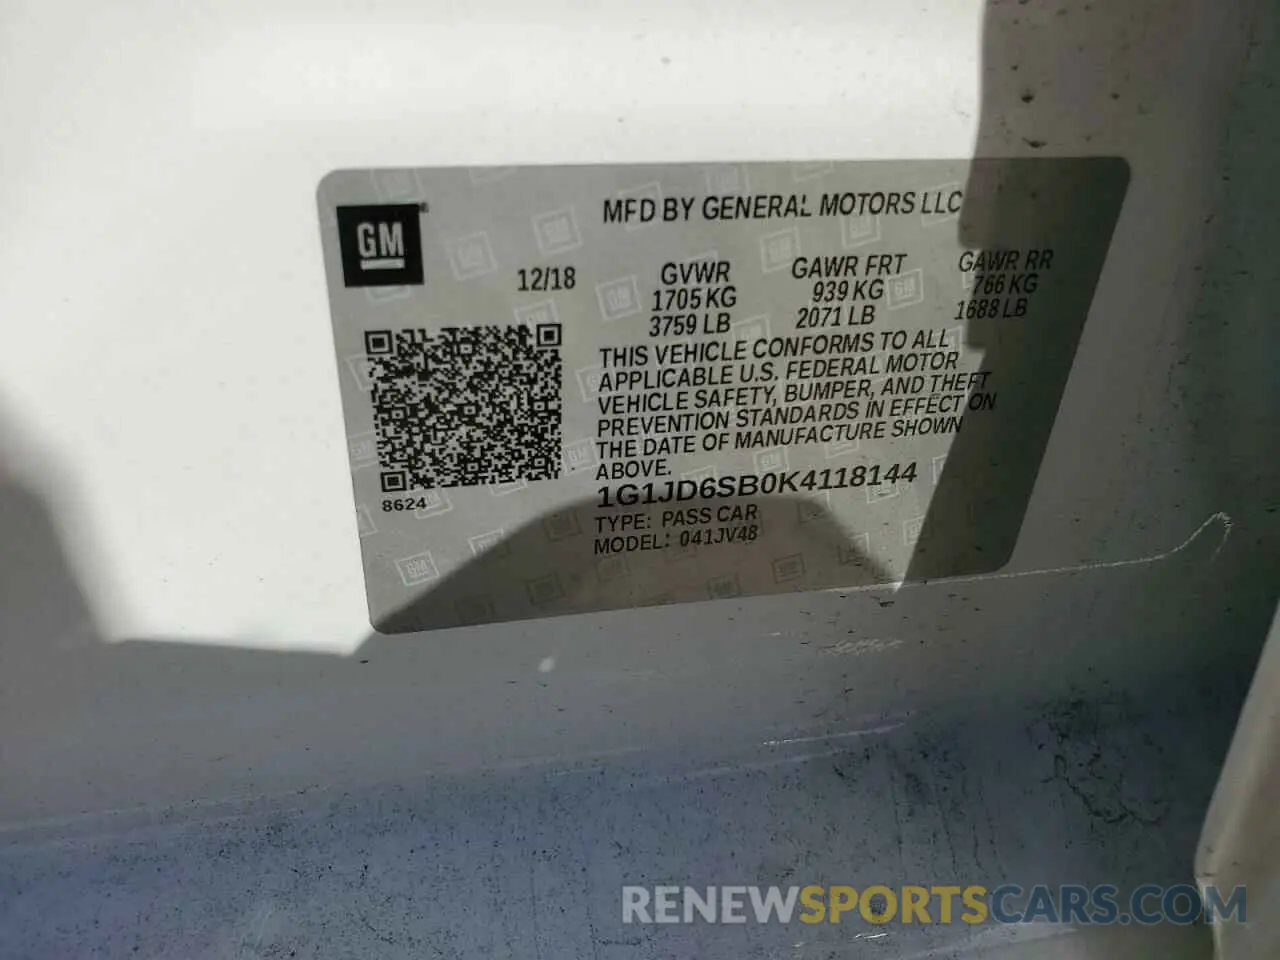 MFD BY GENERAL MOTORS LLC
GM
12/18 GVWR GAWR FRT GAWR RR
1705 KG 939 KG 766 KG
3759 LB 2071 LB 1688 LB
THIS VEHICLE CONFORMS TO ALL
APPLICABLE U.S. FEDERAL MOTOR
VEHICLE SAFETY, BUMPER, AND THEFT
PREVENTION STANDARDS IN EFFECT ON
THE DATE OF MANUFACTURE SHOWN
ABOVE.
8624
1G1JD6SB0K4118144
TYPE: PASS CAR
MODEL: 041JV48
RENEWSPORTSCARS.COM